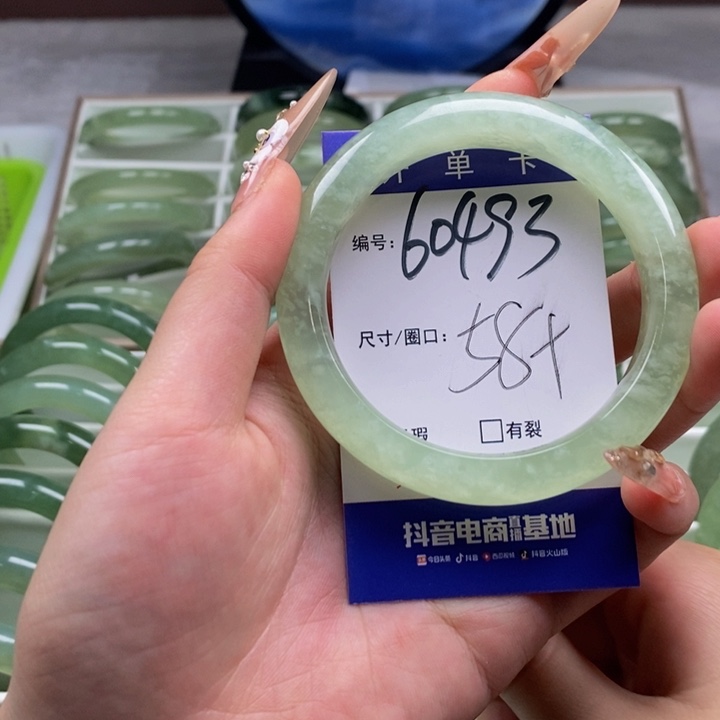 单卡
编号: 60493
尺寸/圈口: 58+
瑕 □有裂
抖音电商直播基地
今日头条 抖音 西瓜视频 抖音火山版